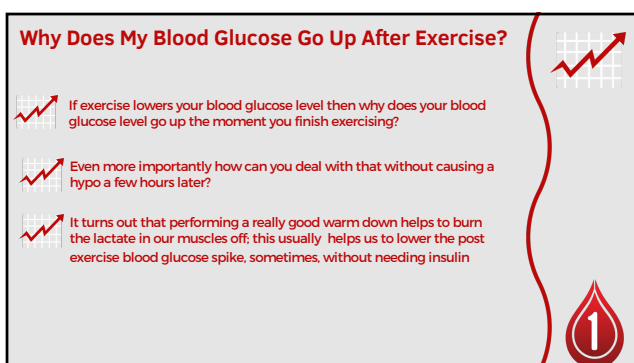 Why Does My Blood Glucose Go Up After Exercise?
If exercise lowers your blood glucose level then why does your blood
glucose level go up the moment you finish exercising?
Even more importantly how can you deal with that without causing a
hypo a few hours later?
It turns out that performing a really good warm down helps to burn
the lactate in our muscles off; this usually helps us to lower the post
exercise blood glucose spike, sometimes, without needing insulin
1